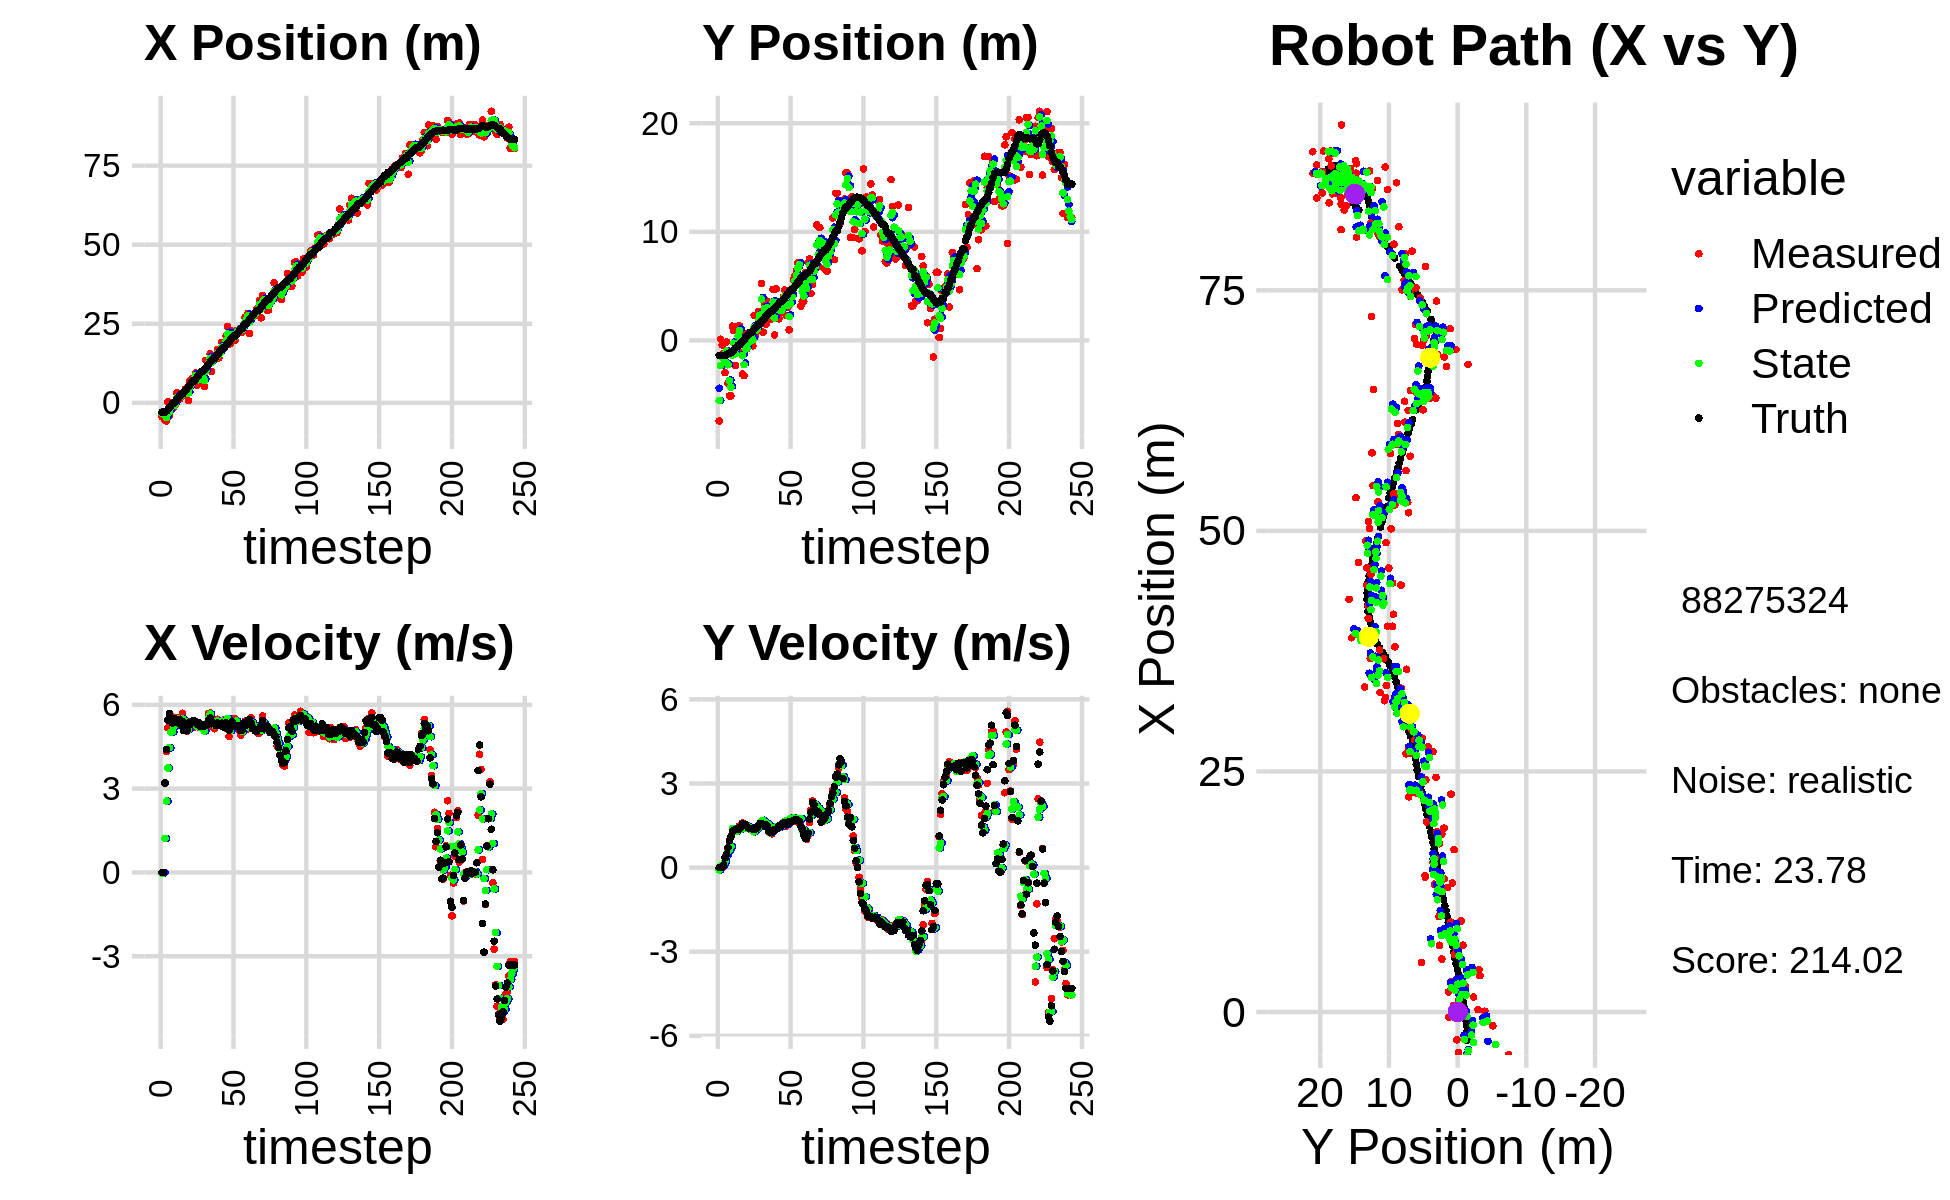 X Position (m)
75
50
25
0
0
50
100
150
200
250
timestep
Y Position (m)
20
10
0
0
50
100
150
200
250
timestep
X Velocity (m/s)
6
3
0
-3
0
50
100
150
200
250
timestep
Y Velocity (m/s)
6
3
0
-3
-6
0
50
100
150
200
250
timestep
Robot Path (X vs Y)
X Position (m)
75
50
25
0
20 10 0 -10 -20
Y Position (m)
variable
Measured
Predicted
State
Truth
88275324
Obstacles: none
Noise: realistic
Time: 23.78
Score: 214.02